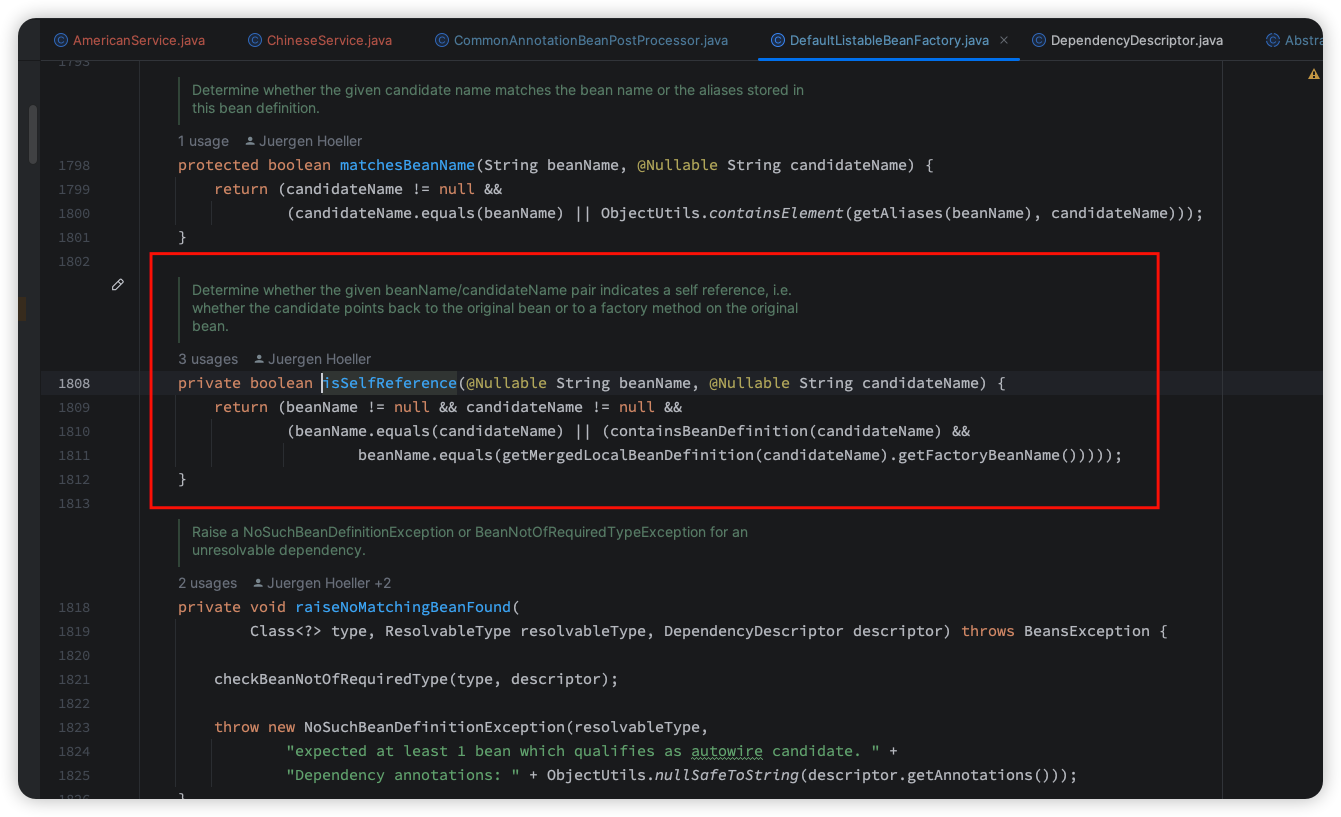 AmericanService.java ChineseService.java CommonAnnotationBeanPostProcessor.java DefaultListableBeanFactory.java × DependencyDescriptor.java Abstra
1793
Determine whether the given candidate name matches the bean name or the aliases stored in
this bean definition.
1 usage Juergen Hoeller
1798 protected boolean matchesBeanName(String beanName, @Nullable String candidateName) {
1799 return (candidateName != null &&
1800 (candidateName.equals(beanName) || ObjectUtils.containsElement(getAliases(beanName), candidateName)));
1801 }
1802
Determine whether the given beanName/candidateName pair indicates a self reference, i.e.
whether the candidate points back to the original bean or to a factory method on the original
bean.
3 usages Juergen Hoeller
1808 private boolean isSelfReference(@Nullable String beanName, @Nullable String candidateName) {
1809 return (beanName != null && candidateName != null &&
1810 (beanName.equals(candidateName) || (containsBeanDefinition(candidateName) &&
1811 beanName.equals(getMergedLocalBeanDefinition(candidateName).getFactoryBeanName()))));
1812 }
1813
Raise a NoSuchBeanDefinitionException or BeanNotOfRequiredTypeException for an
unresolvable dependency.
2 usages Juergen Hoeller +2
1818 private void raiseNoMatchingBeanFound(
1819 Class<?> type, ResolvableType resolvableType, DependencyDescriptor descriptor) throws BeansException {
1820
1821 checkBeanNotOfRequiredType(type, descriptor);
1822
1823 throw new NoSuchBeanDefinitionException(resolvableType,
1824 "expected at least 1 bean which qualifies as autowire candidate. " +
1825 "Dependency annotations: " + ObjectUtils.nullSafeToString(descriptor.getAnnotations()));
1826 }